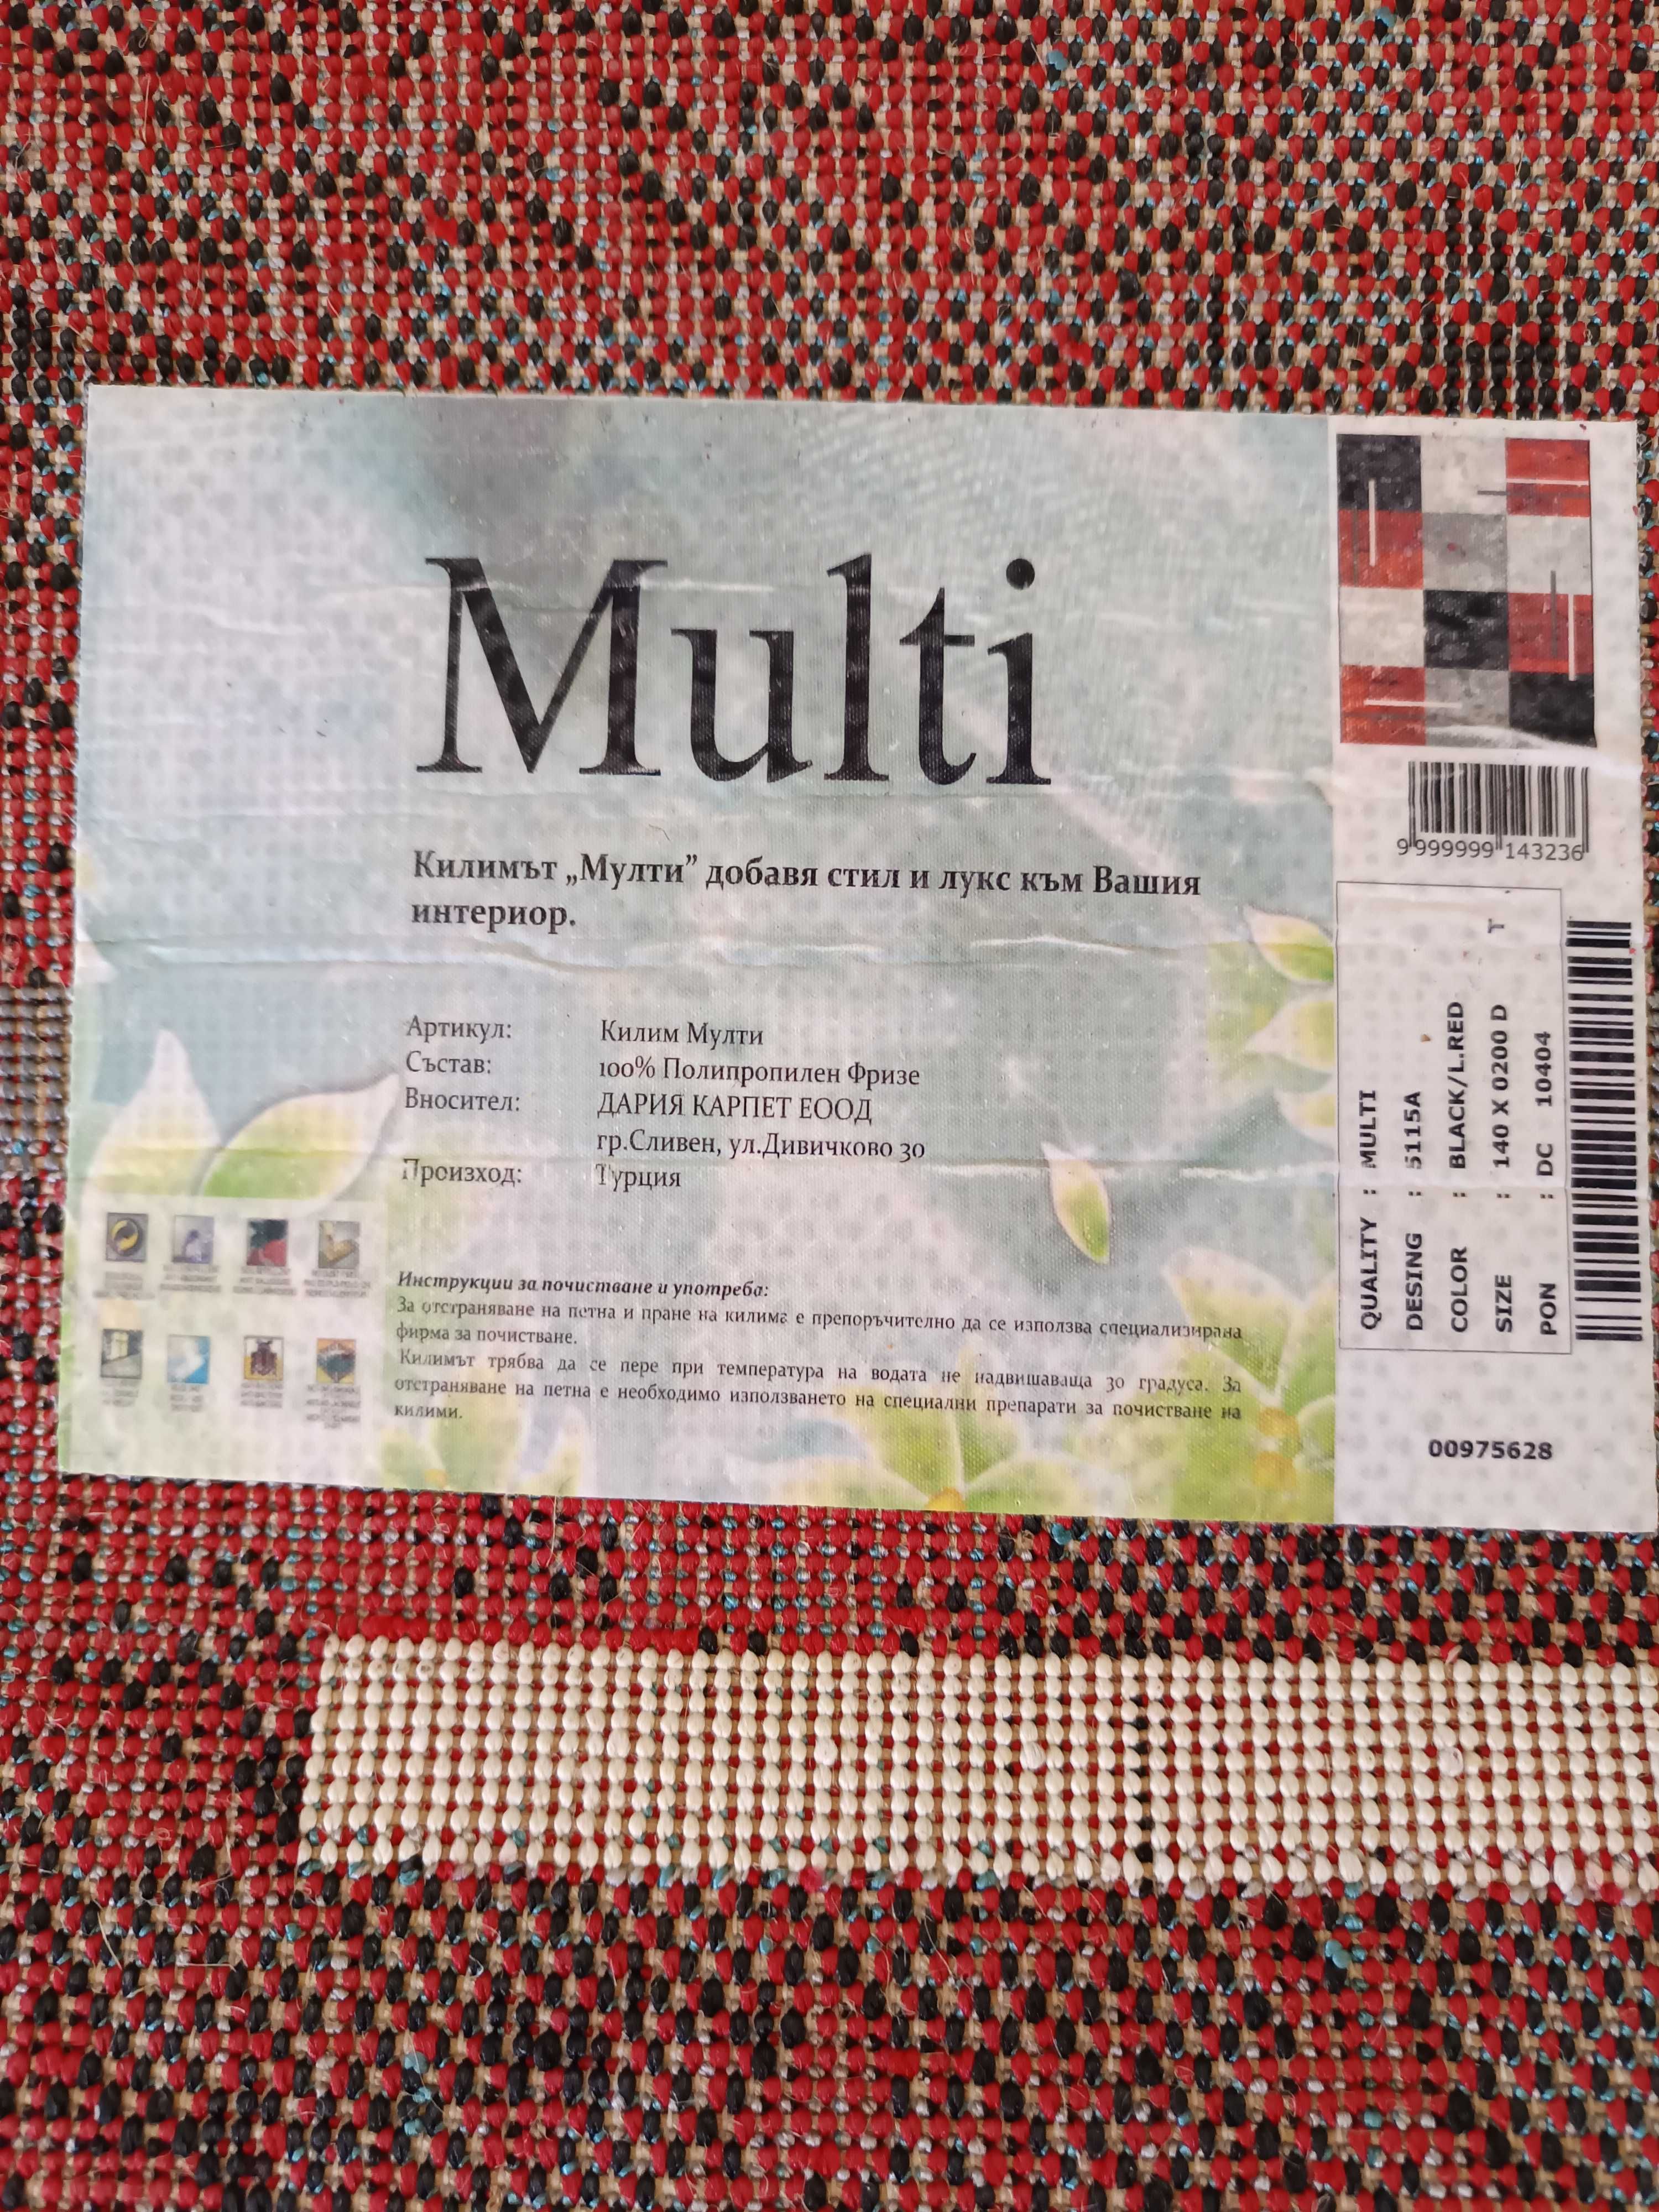 Multi
Килимът „Мулти” добавя стил и лукс към Вашия
интериор.
Артикул: Килим Мулти
Състав: 100% Полипропилен Фризе
Вносител: ДАРИЯ КАРПЕТ ЕООД
гр.Сливен, ул.Дивичково 30
Произход: Турция
Инструкции за почистване и употреба:
За отстраняване на петна и пране на килима е препоръчително да се използва специализирана
фирма за почистване.
Килимът трябва да се пере при температура на водата не надвишаваща 30 градуса. За
отстраняване на петна е необходимо използването на специални препарати за почистване на
килими.
9 999999 143236
QUALITY : MULTI
DESING : 5115A
COLOR : BLACK/L.RED
SIZE : 140 X 0200 D T
PON : DC 10404
00975628